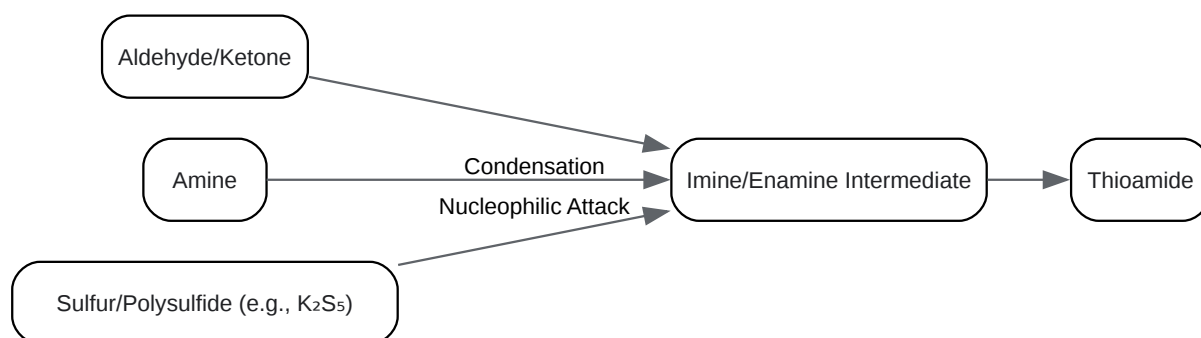 Aldehyde/Ketone
Amine
Condensation
Imine/Enamine Intermediate
Thioamide
Nucleophilic Attack
Sulfur/Polysulfide (e.g., K₂S₅)